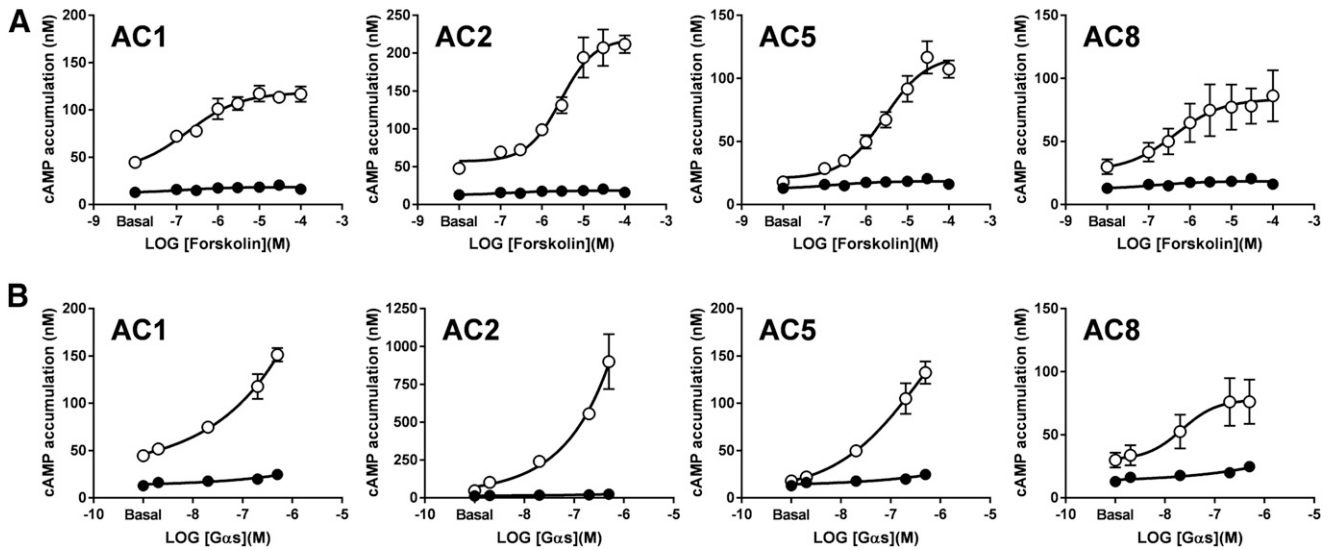 A
AC1
cAMP accumulation (nM)
200
150
100
50
0
-9
Basal
-7
-6
-5
-4
-3
LOG [Forskolin](M)
AC2
cAMP accumulation (nM)
250
200
150
100
50
0
-9
Basal
-7
-6
-5
-4
-3
LOG [Forskolin](M)
AC5
cAMP accumulation (nM)
150
100
50
0
-9
Basal
-7
-6
-5
-4
-3
LOG [Forskolin](M)
AC8
cAMP accumulation (nM)
150
100
50
0
-9
Basal
-7
-6
-5
-4
-3
LOG [Forskolin](M)
B
AC1
cAMP accumulation (nM)
200
150
100
50
0
-10
Basal
-8
-7
-6
-5
LOG [Gαs](M)
AC2
cAMP accumulation (nM)
1250
1000
750
500
250
0
-10
Basal
-8
-7
-6
-5
LOG [Gαs](M)
AC5
cAMP accumulation (nM)
200
150
100
50
0
-10
Basal
-8
-7
-6
-5
LOG [Gαs](M)
AC8
cAMP accumulation (nM)
150
100
50
0
-10
Basal
-8
-7
-6
-5
LOG [Gαs](M)